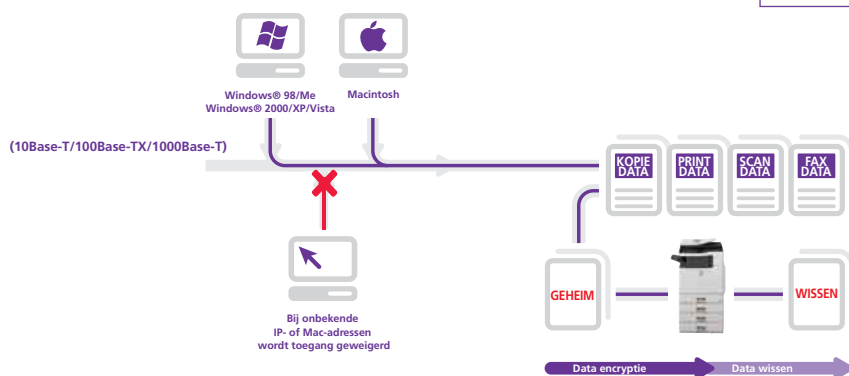 Windows® 98/Me
Windows® 2000/XP/Vista
Macintosh
(10Base-T/100Base-TX/1000Base-T)
KOPIE
DATA
PRINT
DATA
SCAN
DATA
FAX
DATA
GEHEIM
WISSEN
Bij onbekende
IP- of Mac-adressen
wordt toegang geweigerd
Data encryptie
Data wissen